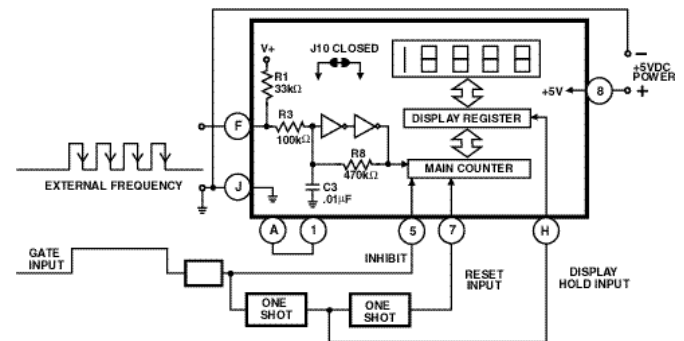 V+
J10 CLOSED
1888
R1
33kΩ
+5VDC
POWER
−
+
+5V
8
F
R3
100kΩ
DISPLAY REGISTER
R8
470kΩ
MAIN COUNTER
EXTERNAL FREQUENCY
J
C3
.01µF
A
1
5
7
H
GATE
INPUT
INHIBIT
RESET
INPUT
DISPLAY
HOLD INPUT
ONE
SHOT
ONE
SHOT